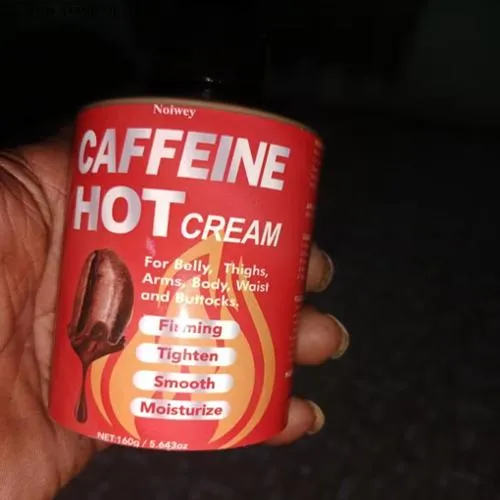 Noiwey
CAFFEINE
HOT CREAM
For Belly, Thighs,
Arms, Body, Waist
and Buttocks.
Firming
Tighten
Smooth
Moisturize
NET:160g / 5.643oz